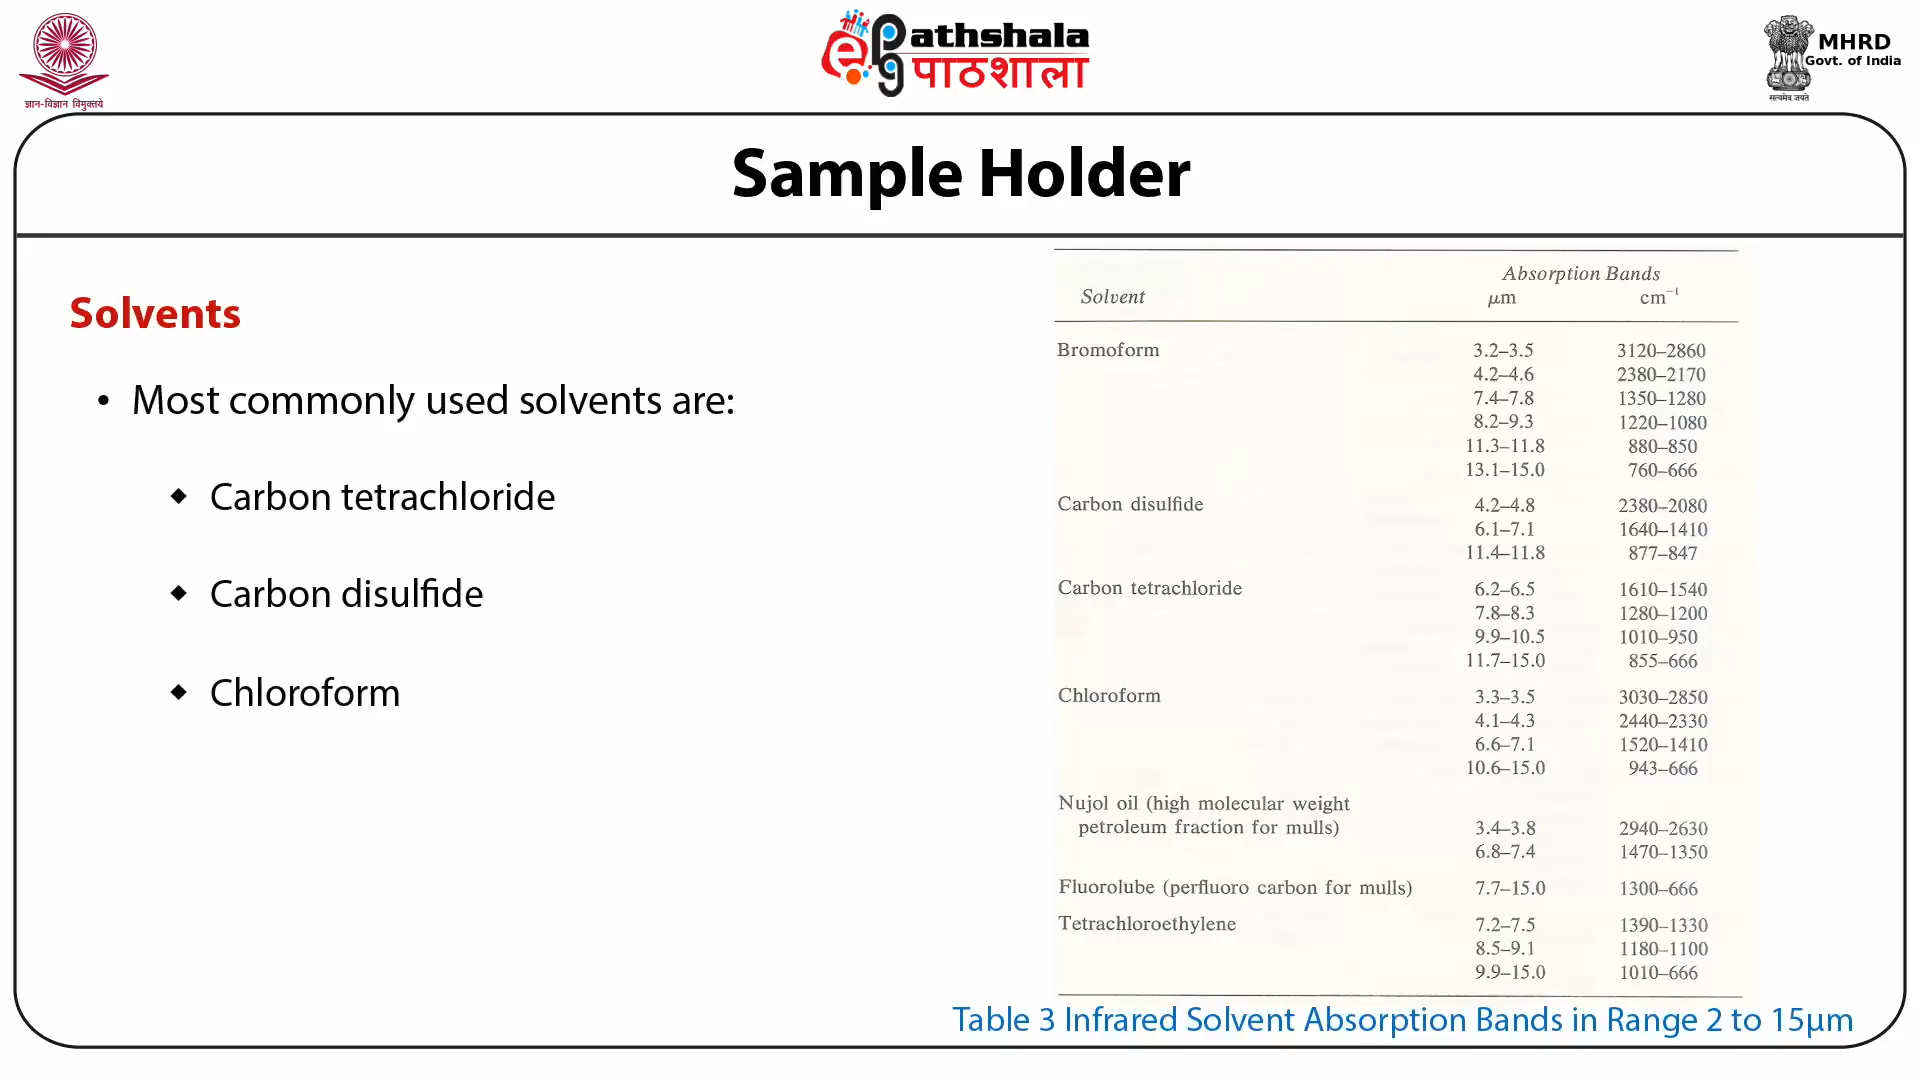 ज्ञान-विज्ञान विमुक्तये
ePG athshala
पाठशाला
MHRD
Govt. of India
सत्यमेव जयते
Sample Holder
Solvents
• Most commonly used solvents are:
◆ Carbon tetrachloride
◆ Carbon disulfide
◆ Chloroform
Absorption Bands
Solvent μm cm⁻¹
Bromoform 3.2–3.5 3120–2860
4.2–4.6 2380–2170
7.4–7.8 1350–1280
8.2–9.3 1220–1080
11.3–11.8 880–850
13.1–15.0 760–666
Carbon disulfide 4.2–4.8 2380–2080
6.1–7.1 1640–1410
11.4–11.8 877–847
Carbon tetrachloride 6.2–6.5 1610–1540
7.8–8.3 1280–1200
9.9–10.5 1010–950
11.7–15.0 855–666
Chloroform 3.3–3.5 3030–2850
4.1–4.3 2440–2330
6.6–7.1 1520–1410
10.6–15.0 943–666
Nujol oil (high molecular weight
petroleum fraction for mulls) 3.4–3.8 2940–2630
6.8–7.4 1470–1350
Fluorolube (perfluoro carbon for mulls) 7.7–15.0 1300–666
Tetrachloroethylene 7.2–7.5 1390–1330
8.5–9.1 1180–1100
9.9–15.0 1010–666
Table 3 Infrared Solvent Absorption Bands in Range 2 to 15μm